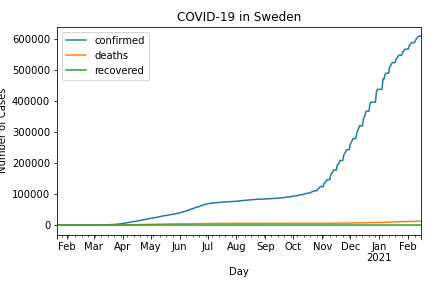 COVID-19 in Sweden
confirmed
deaths
recovered
600000
500000
400000
300000
200000
100000
0
Number of Cases
Feb Mar Apr May Jun Jul Aug Sep Oct Nov Dec Jan Feb
2021
Day